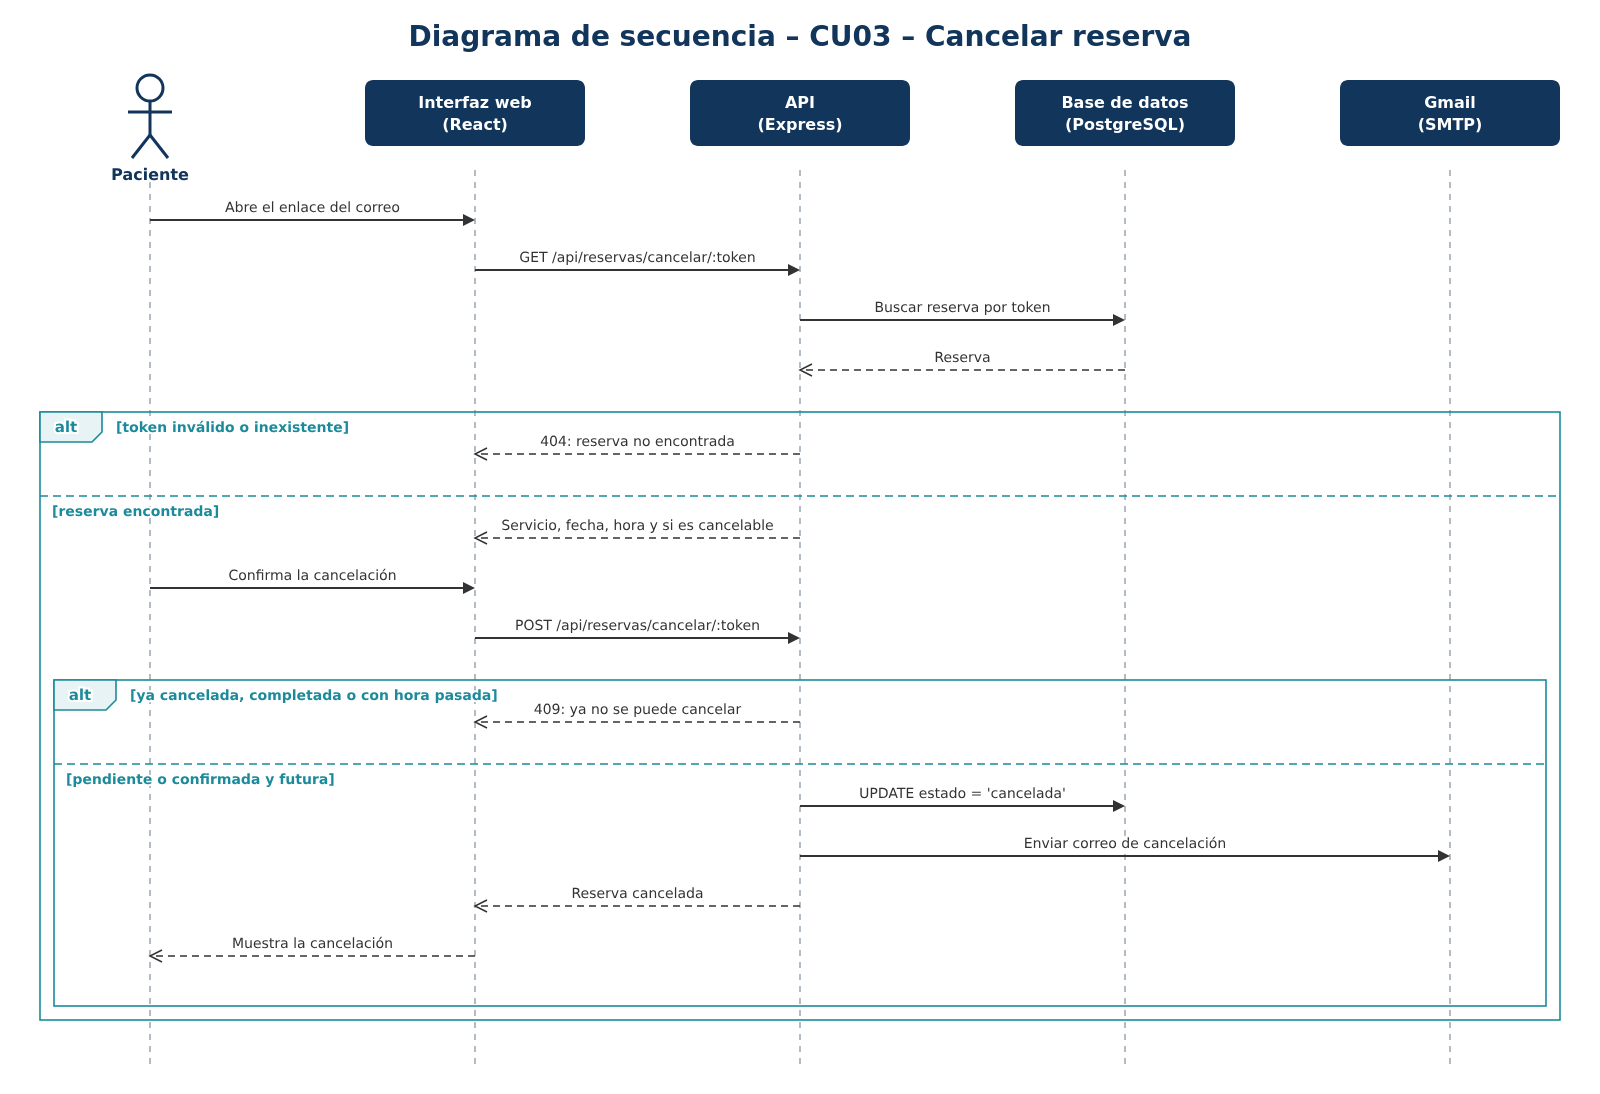 Diagrama de secuencia – CU03 – Cancelar reserva
Paciente
Interfaz web
(React)
API
(Express)
Base de datos
(PostgreSQL)
Gmail
(SMTP)
Abre el enlace del correo
GET /api/reservas/cancelar/:token
Buscar reserva por token
Reserva
alt
[token inválido o inexistente]
404: reserva no encontrada
[reserva encontrada]
Servicio, fecha, hora y si es cancelable
Confirma la cancelación
POST /api/reservas/cancelar/:token
alt
[ya cancelada, completada o con hora pasada]
409: ya no se puede cancelar
[pendiente o confirmada y futura]
UPDATE estado = 'cancelada'
Enviar correo de cancelación
Reserva cancelada
Muestra la cancelación